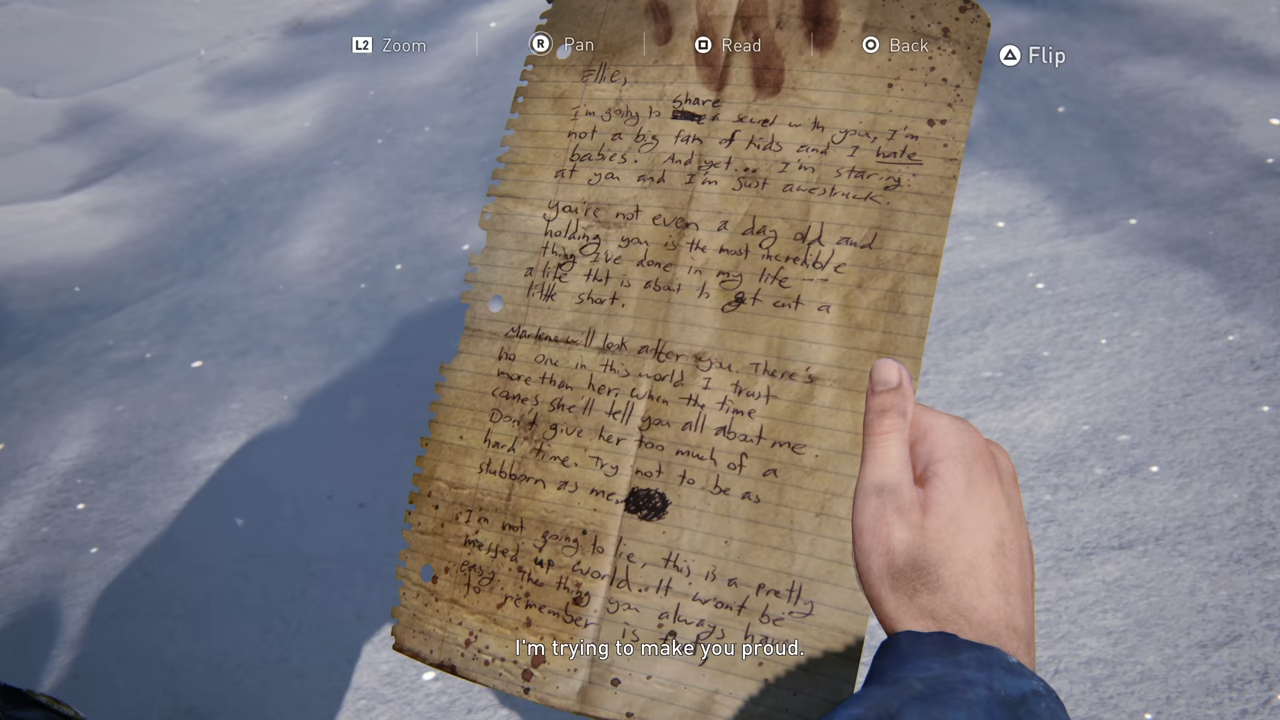 L2 Zoom R Pan Read Back Flip
Ellie,
share
I'm going to a secret with you, I'm
not a big fan of kids and I hate
babies. And yet... I'm staring
at you and I'm just awestruck.
You're not even a day old and
holding you is the most incredible
thing I've done in my life --
a life that is about to get cut a
little short.
Marlene will look after you. There's
no one in this world I trust
more than her. When the time
comes she'll tell you all about me.
Don't give her too much of a
hard time. Try not to be as
stubborn as me.
I'm not going to lie, this is a pretty
messed up world. It won't be
easy. The thing you always have
to remember is
I'm trying to make you proud.